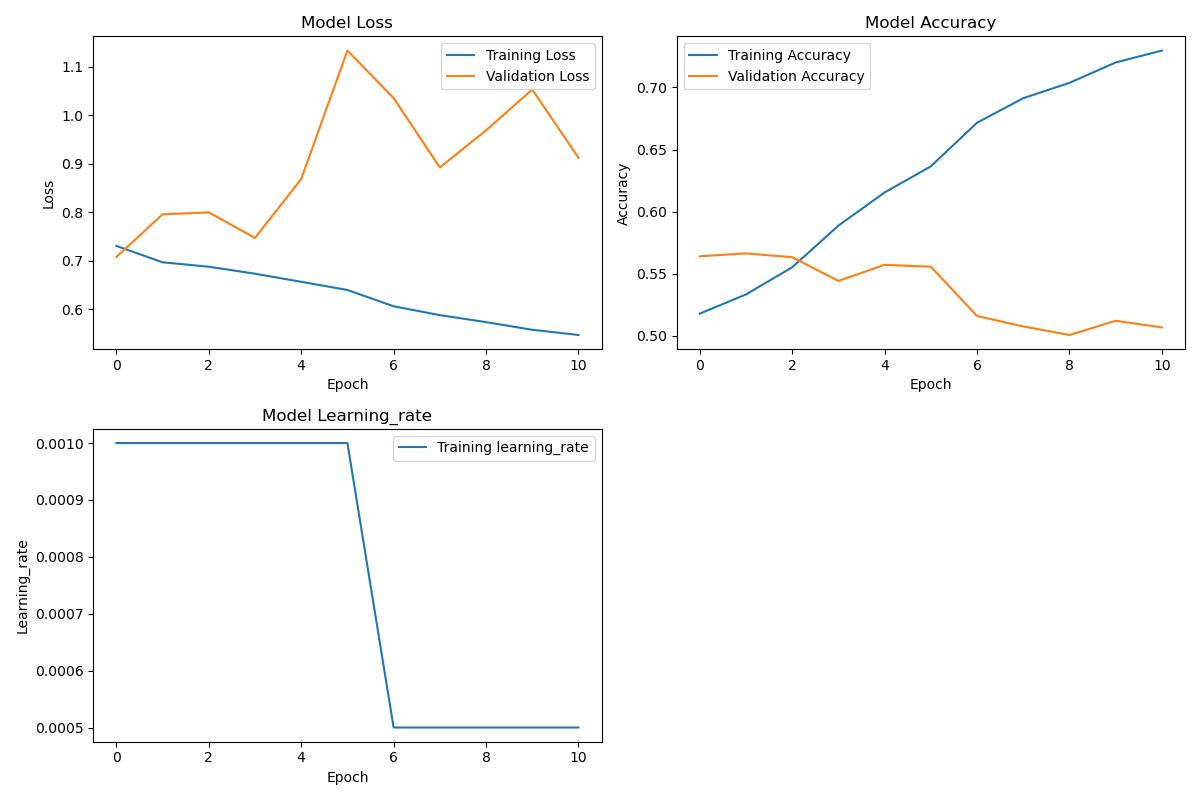 Model Loss
Training Loss
Validation Loss
1.1
1.0
0.9
0.8
0.7
0.6
Loss
0 2 4 6 8 10
Epoch
Model Accuracy
Training Accuracy
Validation Accuracy
0.70
0.65
0.60
0.55
0.50
Accuracy
0 2 4 6 8 10
Epoch
Model Learning_rate
Training learning_rate
0.0010
0.0009
0.0008
0.0007
0.0006
0.0005
Learning_rate
0 2 4 6 8 10
Epoch